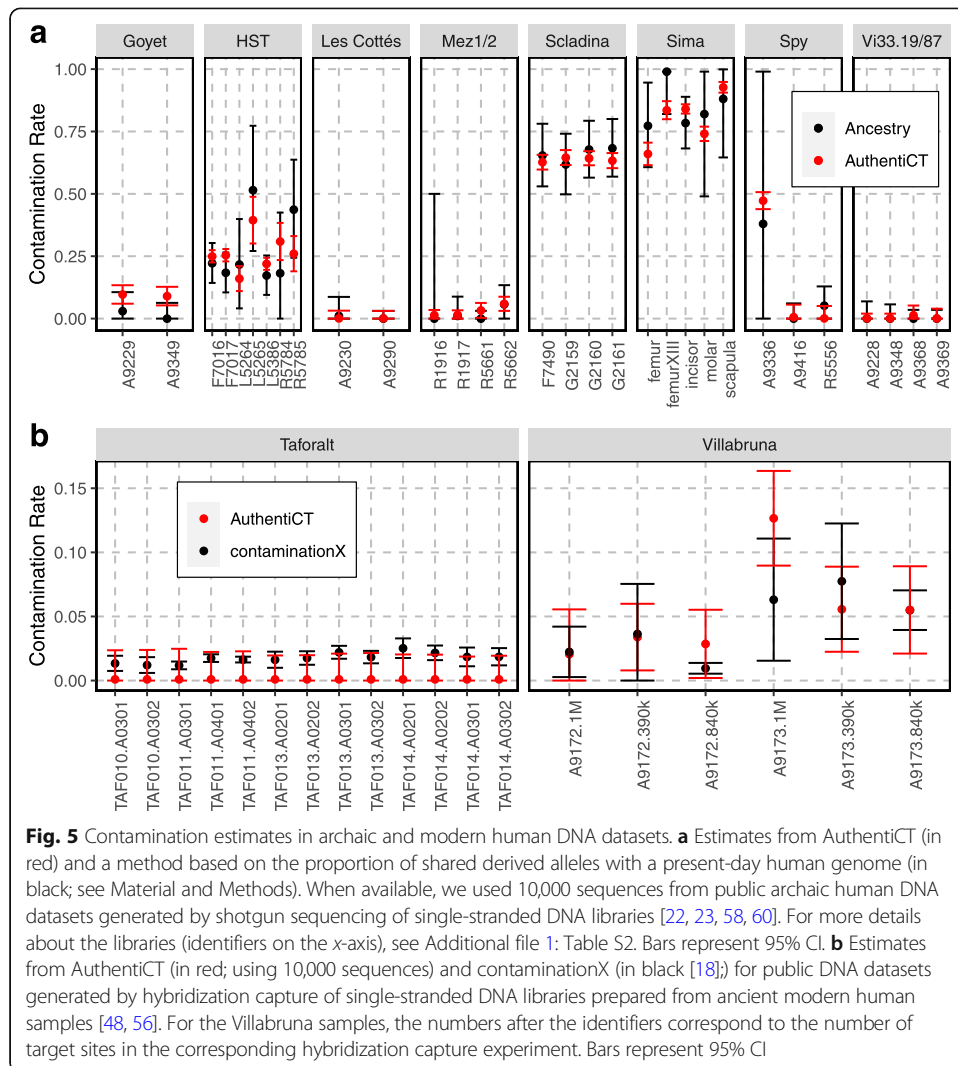 a
Goyet HST Les Cottés Mez1/2 Scladina Sima Spy Vi33.19/87
Contamination Rate
1.00
0.75
0.50
0.25
0.00
Ancestry
AuthentiCT
A9229 A9349 F7016 F7017 L5264 L5265 L5386 R5784 R5785 A9230 A9290 R1916 R1917 R5661 R5662 F7490 G2159 G2160 G2161 femur femurXIII incisor molar scapula A9336 A9416 R5556 A9228 A9348 A9368 A9369
b
Taforalt Villabruna
Contamination Rate
0.15
0.10
0.05
0.00
AuthentiCT
contaminationX
TAF010.A0301 TAF010.A0302 TAF011.A0301 TAF011.A0401 TAF011.A0402 TAF013.A0201 TAF013.A0202 TAF013.A0301 TAF013.A0302 TAF014.A0201 TAF014.A0202 TAF014.A0301 TAF014.A0302 A9172.1M A9172.390k A9172.840k A9173.1M A9173.390k A9173.840k
Fig. 5 Contamination estimates in archaic and modern human DNA datasets. a Estimates from AuthentiCT (in
red) and a method based on the proportion of shared derived alleles with a present-day human genome (in
black; see Material and Methods). When available, we used 10,000 sequences from public archaic human DNA
datasets generated by shotgun sequencing of single-stranded DNA libraries [22, 23, 58, 60]. For more details
about the libraries (identifiers on the x-axis), see Additional file 1: Table S2. Bars represent 95% CI. b Estimates
from AuthentiCT (in red; using 10,000 sequences) and contaminationX (in black [18];) for public DNA datasets
generated by hybridization capture of single-stranded DNA libraries prepared from ancient modern human
samples [48, 56]. For the Villabruna samples, the numbers after the identifiers correspond to the number of
target sites in the corresponding hybridization capture experiment. Bars represent 95% CI